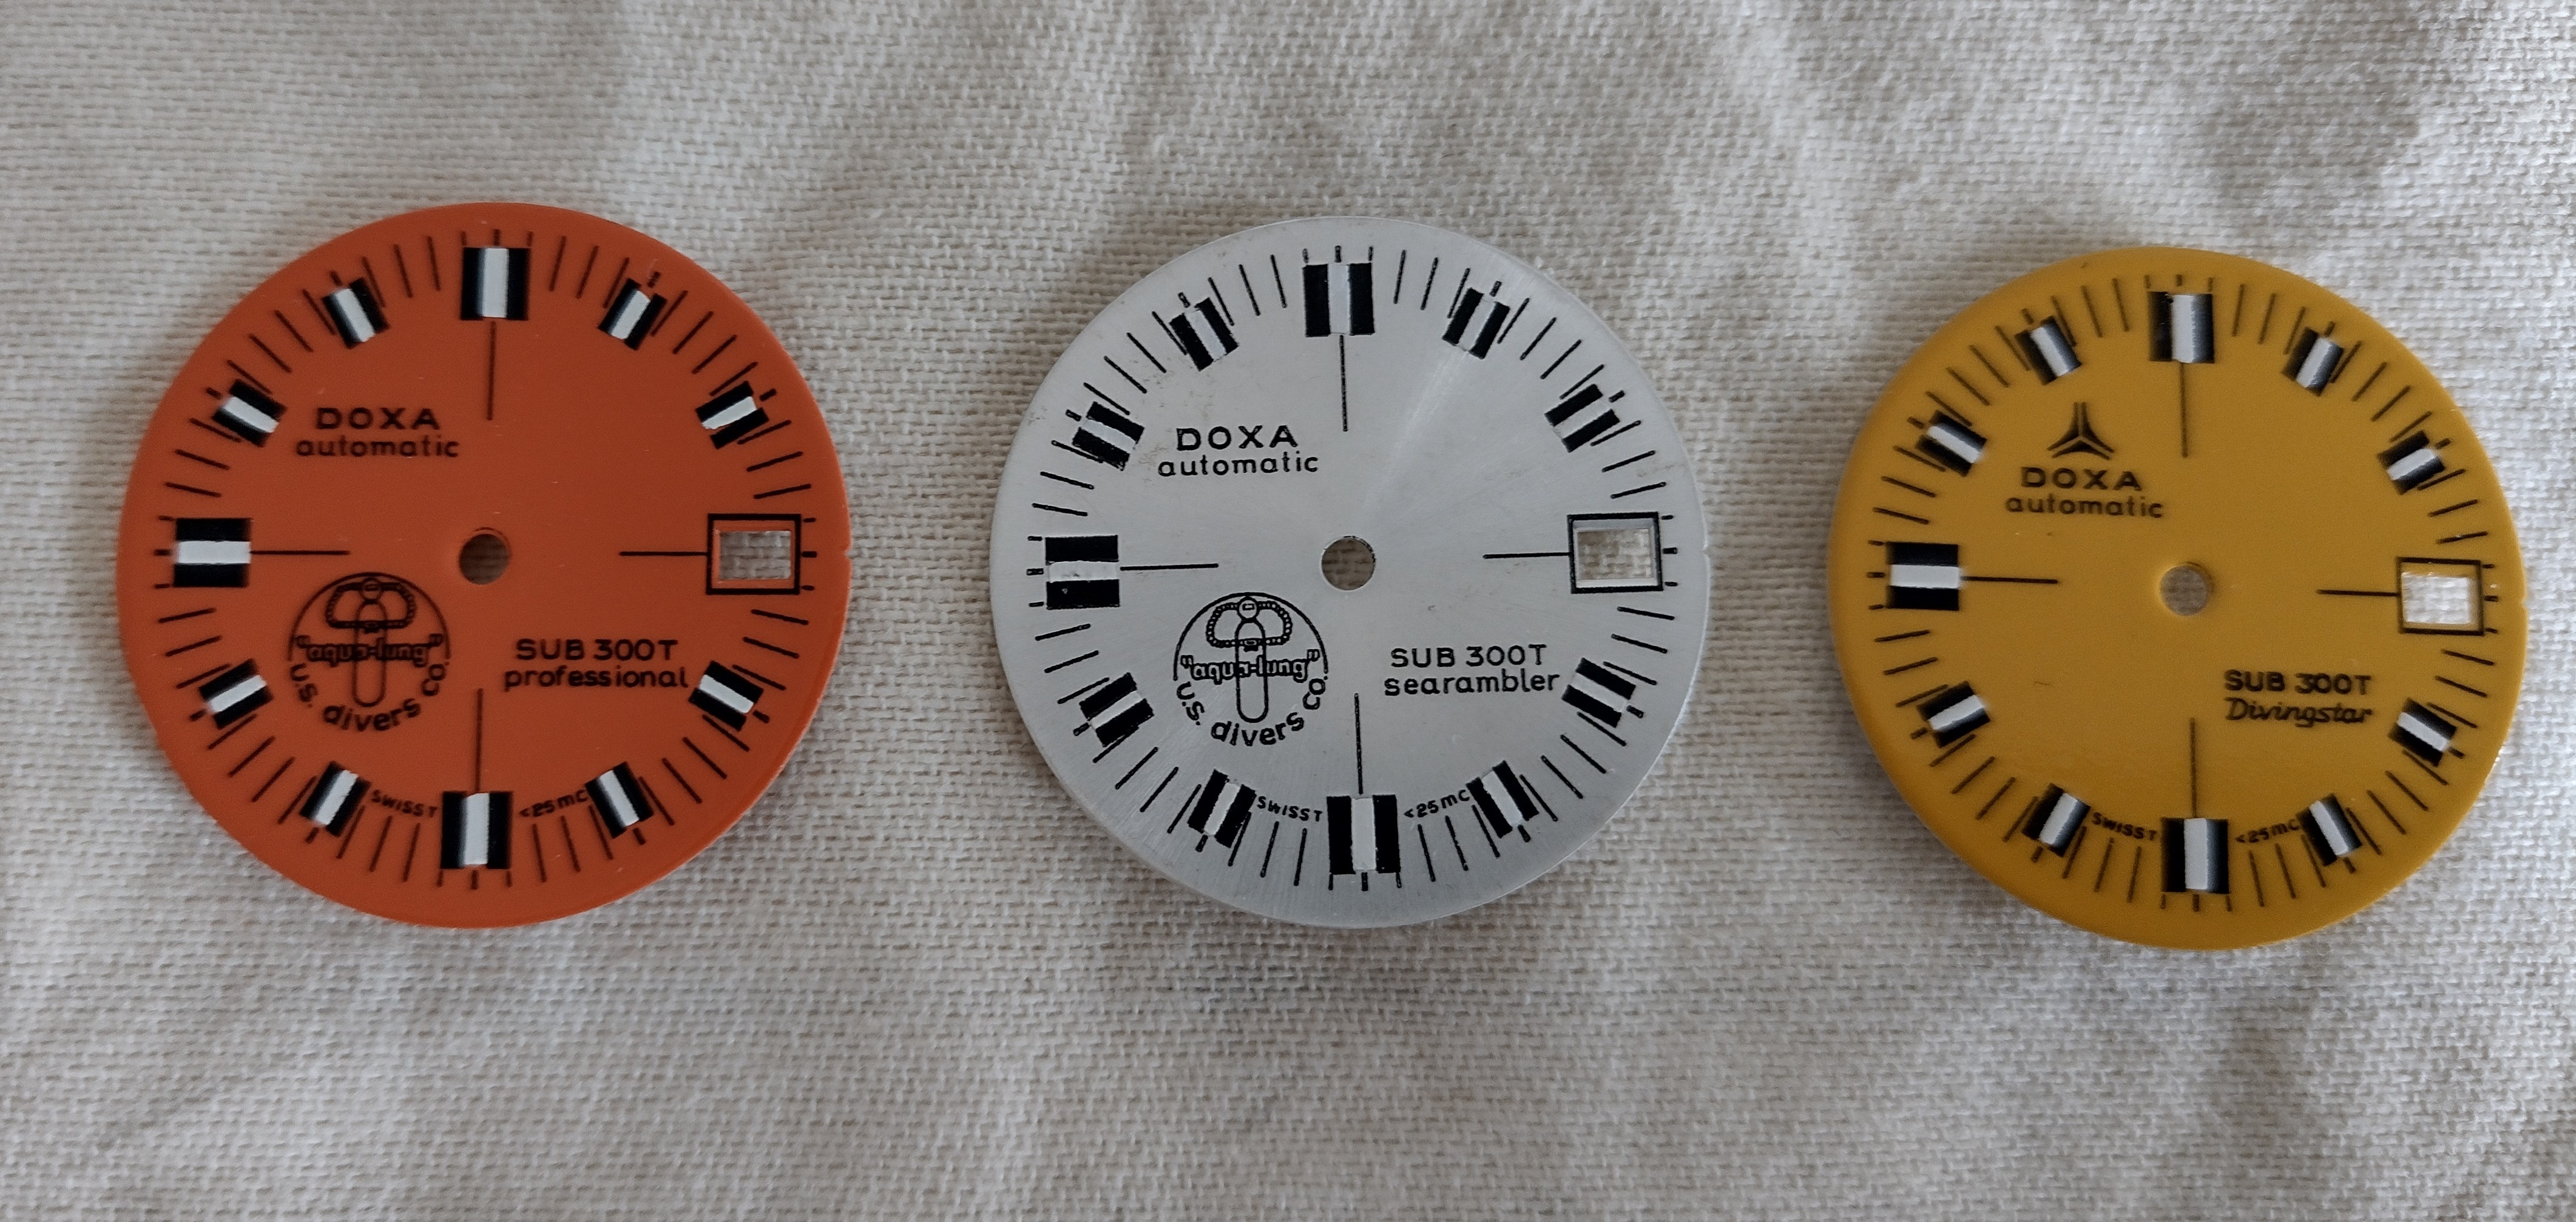 DOXA
automatic
"aqua-lung"
U.S. divers co.
SUB 300T
professional
SWISS T <25mC
DOXA
automatic
"aqua-lung"
U.S. divers co.
SUB 300T
searambler
SWISS T <25mC
DOXA
automatic
SUB 300T
Divingstar
SWISS T <25mC